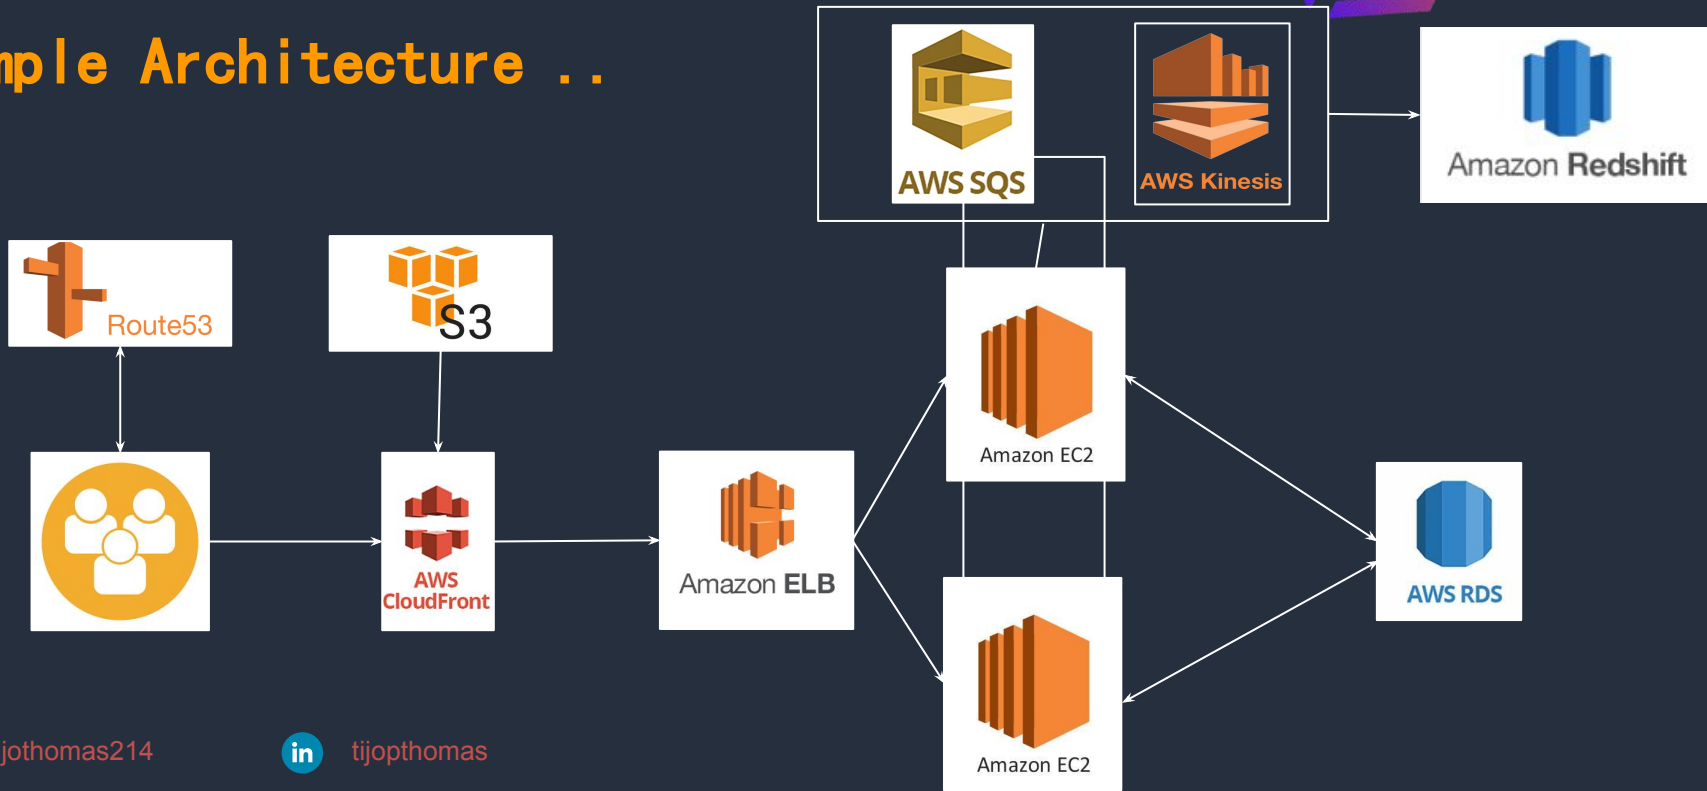 mple Architecture ..
AWS SQS
AWS Kinesis
Amazon Redshift
Route53
S3
Amazon EC2
AWS
CloudFront
Amazon ELB
AWS RDS
Amazon EC2
jothomas214
in
tijopthomas